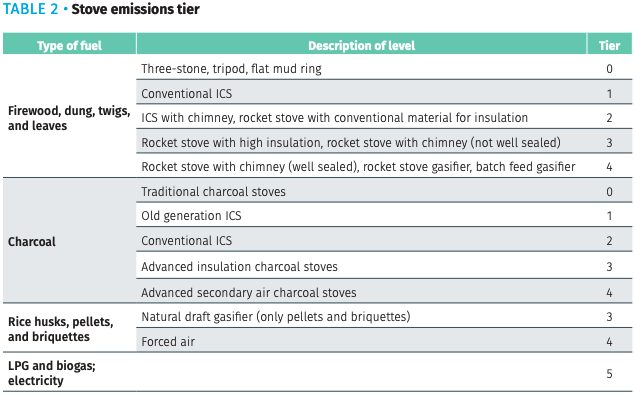 TABLE 2 • Stove emissions tier
Type of fuel Description of level Tier
Firewood, dung, twigs, and leaves
Three-stone, tripod, flat mud ring 0
Conventional ICS 1
ICS with chimney, rocket stove with conventional material for insulation 2
Rocket stove with high insulation, rocket stove with chimney (not well sealed) 3
Rocket stove with chimney (well sealed), rocket stove gasifier, batch feed gasifier 4
Charcoal
Traditional charcoal stoves 0
Old generation ICS 1
Conventional ICS 2
Advanced insulation charcoal stoves 3
Advanced secondary air charcoal stoves 4
Rice husks, pellets,
and briquettes
Natural draft gasifier (only pellets and briquettes) 3
Forced air 4
LPG and biogas;
electricity
5